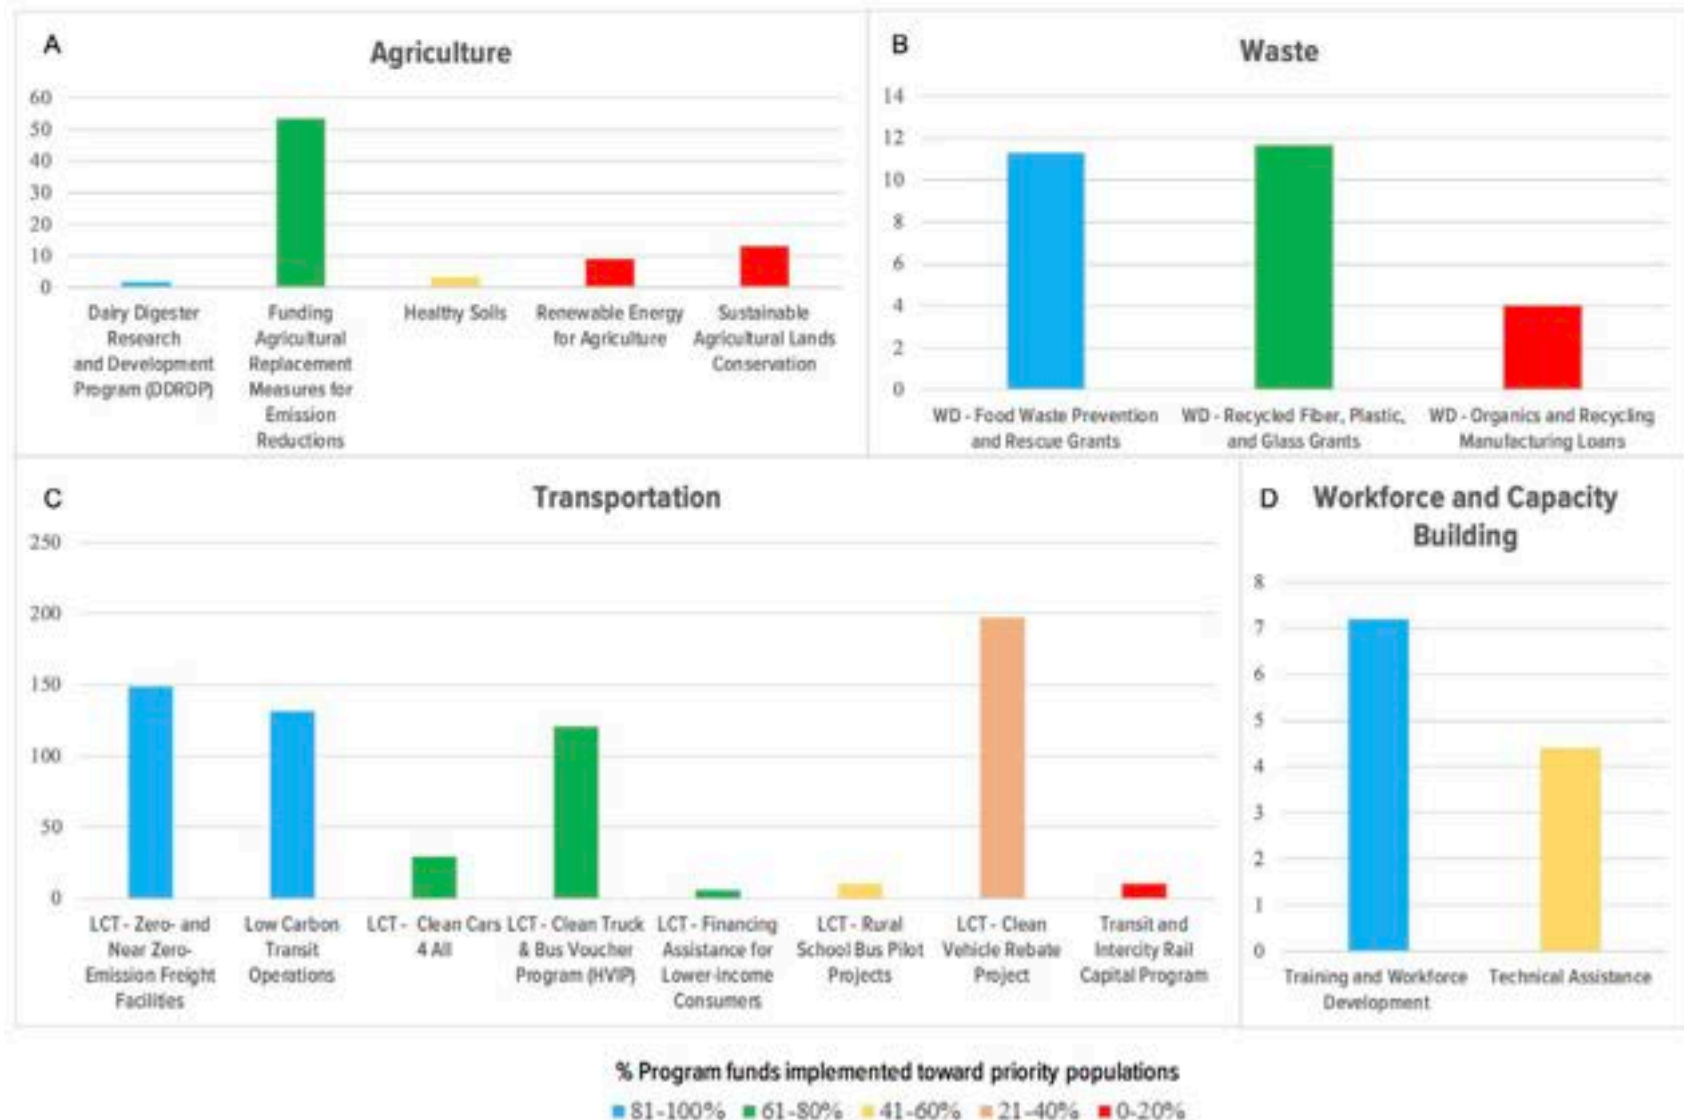 A
Agriculture
60
50
40
30
20
10
0
Dairy Digester
Research
and Development
Program (DDRDP)
Funding
Agricultural
Replacement
Measures for
Emission
Reductions
Healthy Soils
Renewable Energy
for Agriculture
Sustainable
Agricultural Lands
Conservation
B
Waste
14
12
10
8
6
4
2
0
WD - Food Waste Prevention
and Rescue Grants
WD - Recycled Fiber, Plastic,
and Glass Grants
WD - Organics and Recycling
Manufacturing Loans
C
Transportation
250
200
150
100
50
0
LCT - Zero- and
Near Zero-
Emission Freight
Facilities
Low Carbon
Transit
Operations
LCT - Clean Cars
4 All
LCT - Clean Truck
& Bus Voucher
Program (HVIP)
LCT - Financing
Assistance for
Lower-income
Consumers
LCT - Rural
School Bus Pilot
Projects
LCT - Clean
Vehicle Rebate
Project
Transit and
Intercity Rail
Capital Program
D
Workforce and Capacity
Building
8
7
6
5
4
3
2
1
0
Training and Workforce
Development
Technical Assistance
% Program funds implemented toward priority populations
81-100% 61-80% 41-60% 21-40% 0-20%